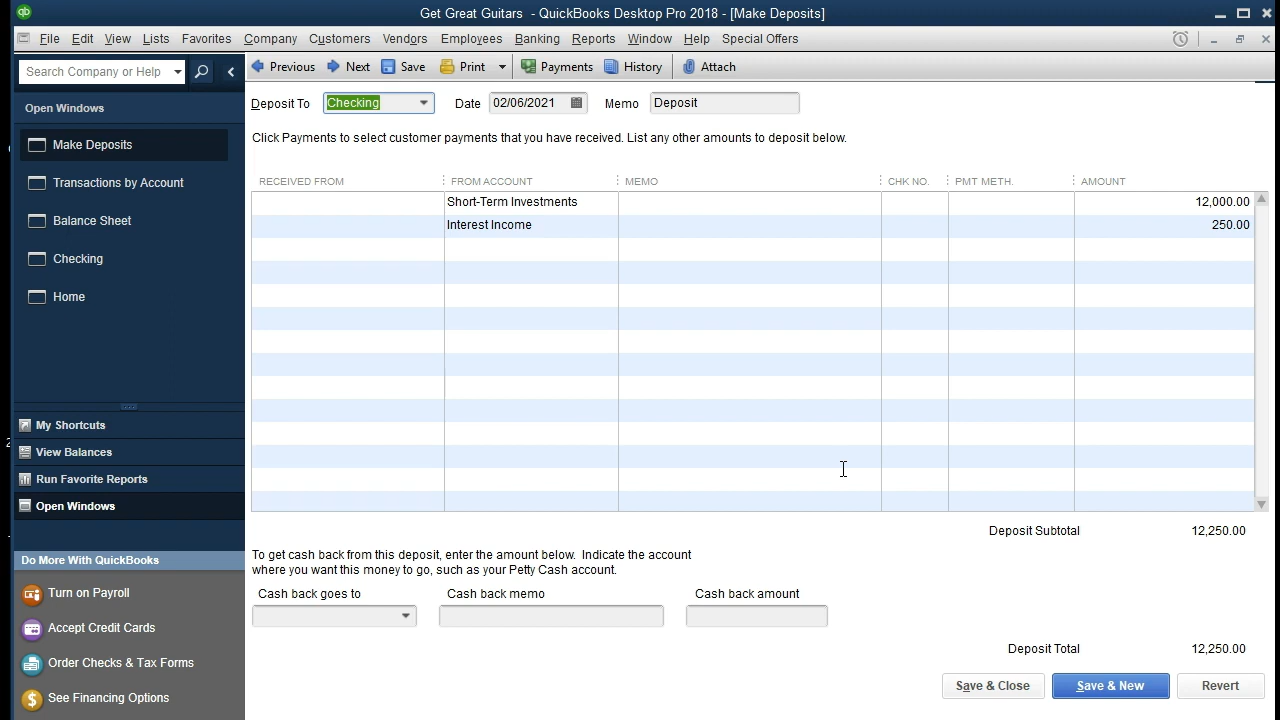 qb
Get Great Guitars - QuickBooks Desktop Pro 2018 - [Make Deposits]
File Edit View Lists Favorites Company Customers Vendors Employees Banking Reports Window Help Special Offers
Search Company or Help
Previous Next Save Print Payments History Attach
Open Windows
Make Deposits
Transactions by Account
Balance Sheet
Checking
Home
My Shortcuts
View Balances
Run Favorite Reports
Open Windows
Do More With QuickBooks
Turn on Payroll
Accept Credit Cards
Order Checks & Tax Forms
$ See Financing Options
Deposit To Checking Date 02/06/2021 Memo Deposit
Click Payments to select customer payments that you have received. List any other amounts to deposit below.
RECEIVED FROM FROM ACCOUNT MEMO CHK NO. PMT METH. AMOUNT
Short-Term Investments 12,000.00
Interest Income 250.00
Deposit Subtotal 12,250.00
To get cash back from this deposit, enter the amount below. Indicate the account
where you want this money to go, such as your Petty Cash account.
Cash back goes to Cash back memo Cash back amount
Deposit Total 12,250.00
Save & Close Save & New Revert